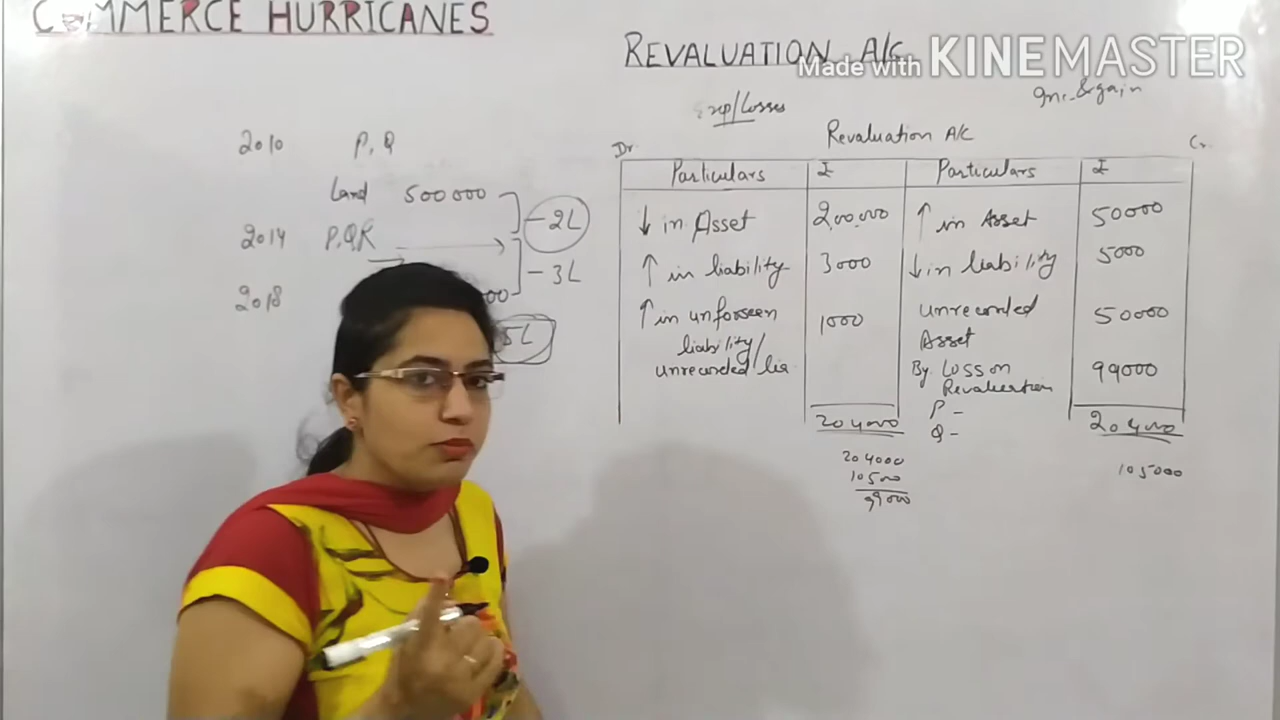 COMMERCE HURRICANES
REVALUATION A/c
Made with KINEMASTER
Exp/Losses
Inc. & gain
Revaluation A/C
Dr.
Cr.
Particulars ₹ Particulars ₹
↓ in Asset 200,000 ↑ in Asset 50000
↑ in liability 3000 ↓ in liability 5000
↑ in unforseen 1000 unrecorded 50000
liability/ Asset
unrecorded lia By Loss on 99000
Revaluation
P -
204000 204000
Q -
204000
105000
10500
99000
2010 P, Q
Land 500000
-2L
2014 P,Q,R
-3L
2018
5L